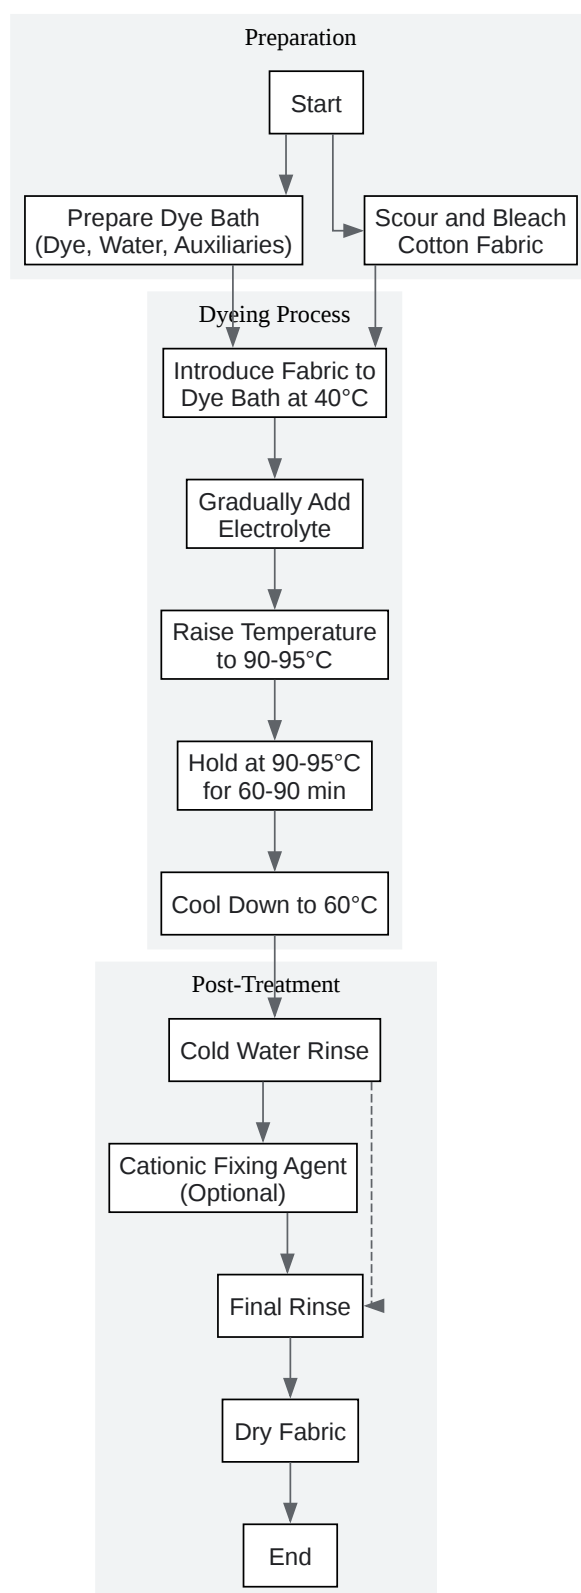 Preparation
Start
Prepare Dye Bath
(Dye, Water, Auxiliaries)
Scour and Bleach
Cotton Fabric
Dyeing Process
Introduce Fabric to
Dye Bath at 40°C
Gradually Add
Electrolyte
Raise Temperature
to 90-95°C
Hold at 90-95°C
for 60-90 min
Cool Down to 60°C
Post-Treatment
Cold Water Rinse
Cationic Fixing Agent
(Optional)
Final Rinse
Dry Fabric
End